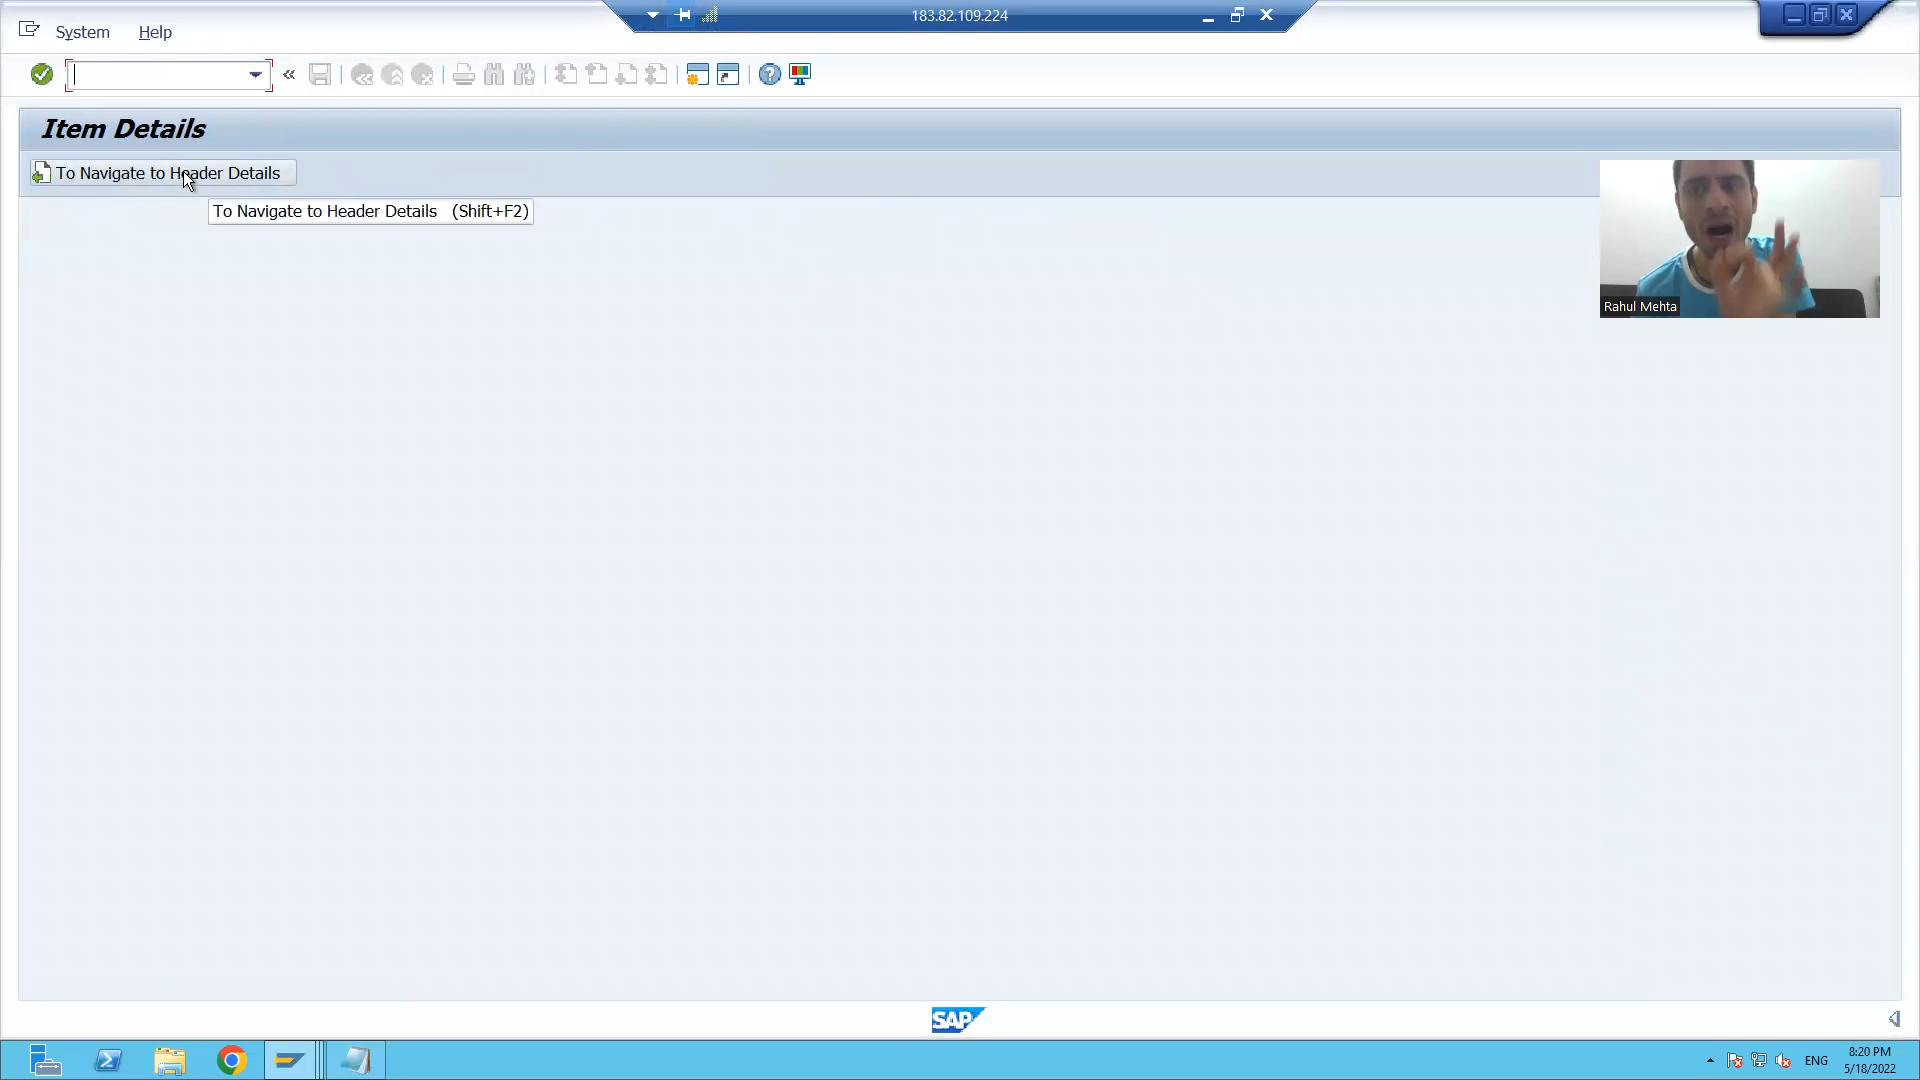 183.82.109.224
System Help
Item Details
To Navigate to Header Details
To Navigate to Header Details (Shift+F2)
Rahul Mehta
SAP
ENG
8:20 PM
5/18/2022